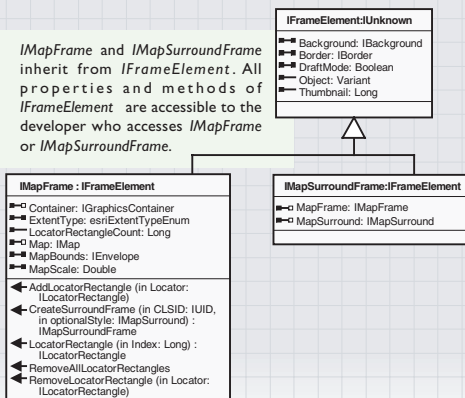 IMapFrame and IMapSurroundFrame
inherit from IFrameElement. All
properties and methods of
IFrameElement are accessible to the
developer who accesses IMapFrame
or IMapSurroundFrame.
IFrameElement:IUnknown
Background: IBackground
Border: IBorder
DraftMode: Boolean
Object: Variant
Thumbnail: Long
IMapFrame : IFrameElement
Container: IGraphicsContainer
ExtentType: esriExtentTypeEnum
LocatorRectangleCount: Long
Map: IMap
MapBounds: IEnvelope
MapScale: Double
AddLocatorRectangle (in Locator:
ILocatorRectangle)
CreateSurroundFrame (in CLSID: IUID,
in optionalStyle: IMapSurround) :
IMapSurroundFrame
LocatorRectangle (in Index: Long) :
ILocatorRectangle
RemoveAllLocatorRectangles
RemoveLocatorRectangle (in Locator:
ILocatorRectangle)
IMapSurroundFrame:IFrameElement
MapFrame: IMapFrame
MapSurround: IMapSurround